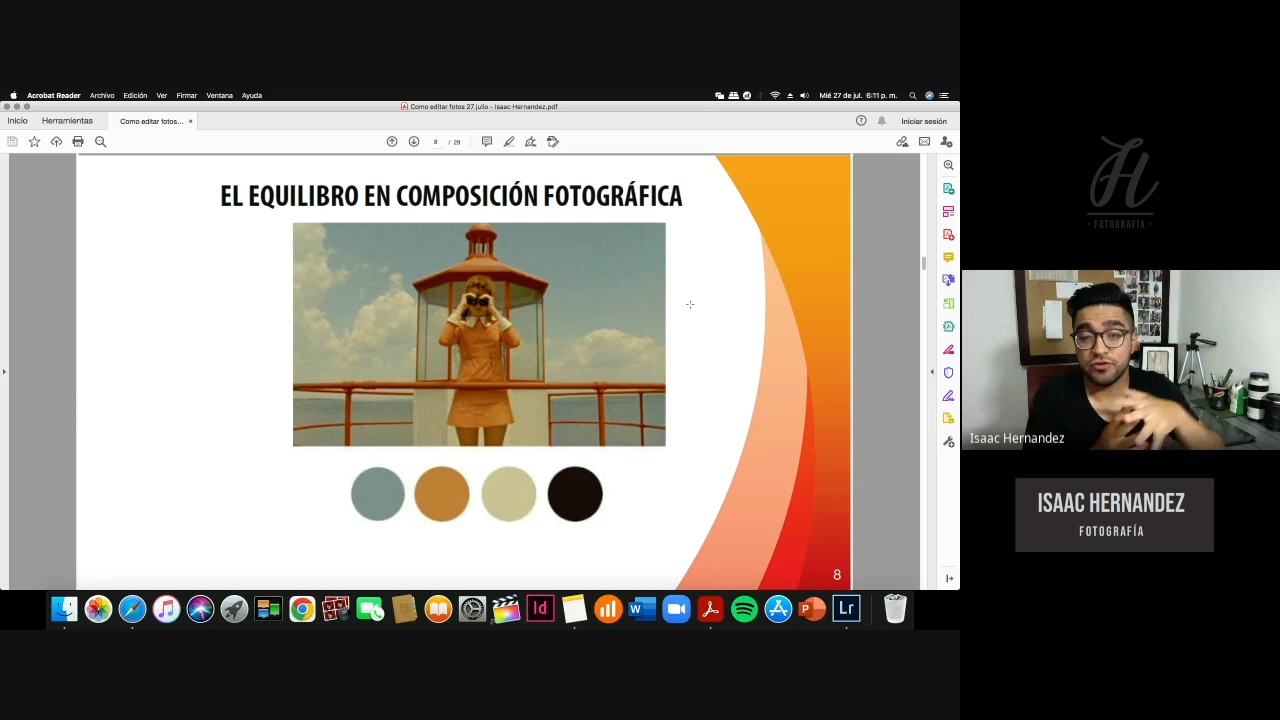 Acrobat Reader Archivo Edición Ver Firmar Ventana Ayuda Mié 27 de jul. 6:11 p. m.
Como editar fotos 27 julio - Isaac Hernandez.pdf
Inicio Herramientas Como editar fotos... × Iniciar sesión
8 / 29
EL EQUILIBRO EN COMPOSICIÓN FOTOGRÁFICA
8
Id W P Lr
H
· FOTOGRAFÍA ·
Isaac Hernandez
ISAAC HERNANDEZ
FOTOGRAFÍA